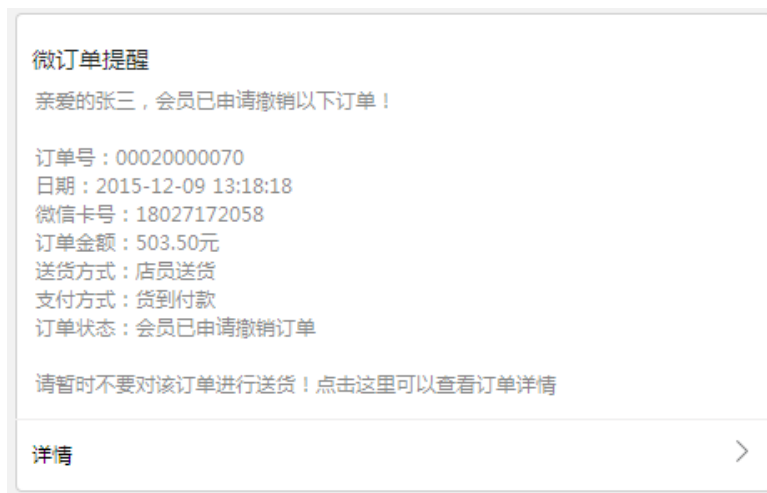 微订单提醒
亲爱的张三，会员已申请撤销以下订单！
订单号：00020000070
日期：2015-12-09 13:18:18
微信卡号：18027172058
订单金额：503.50元
送货方式：店员送货
支付方式：货到付款
订单状态：会员已申请撤销订单
请暂时不要对该订单进行送货！点击这里可以查看订单详情
详情